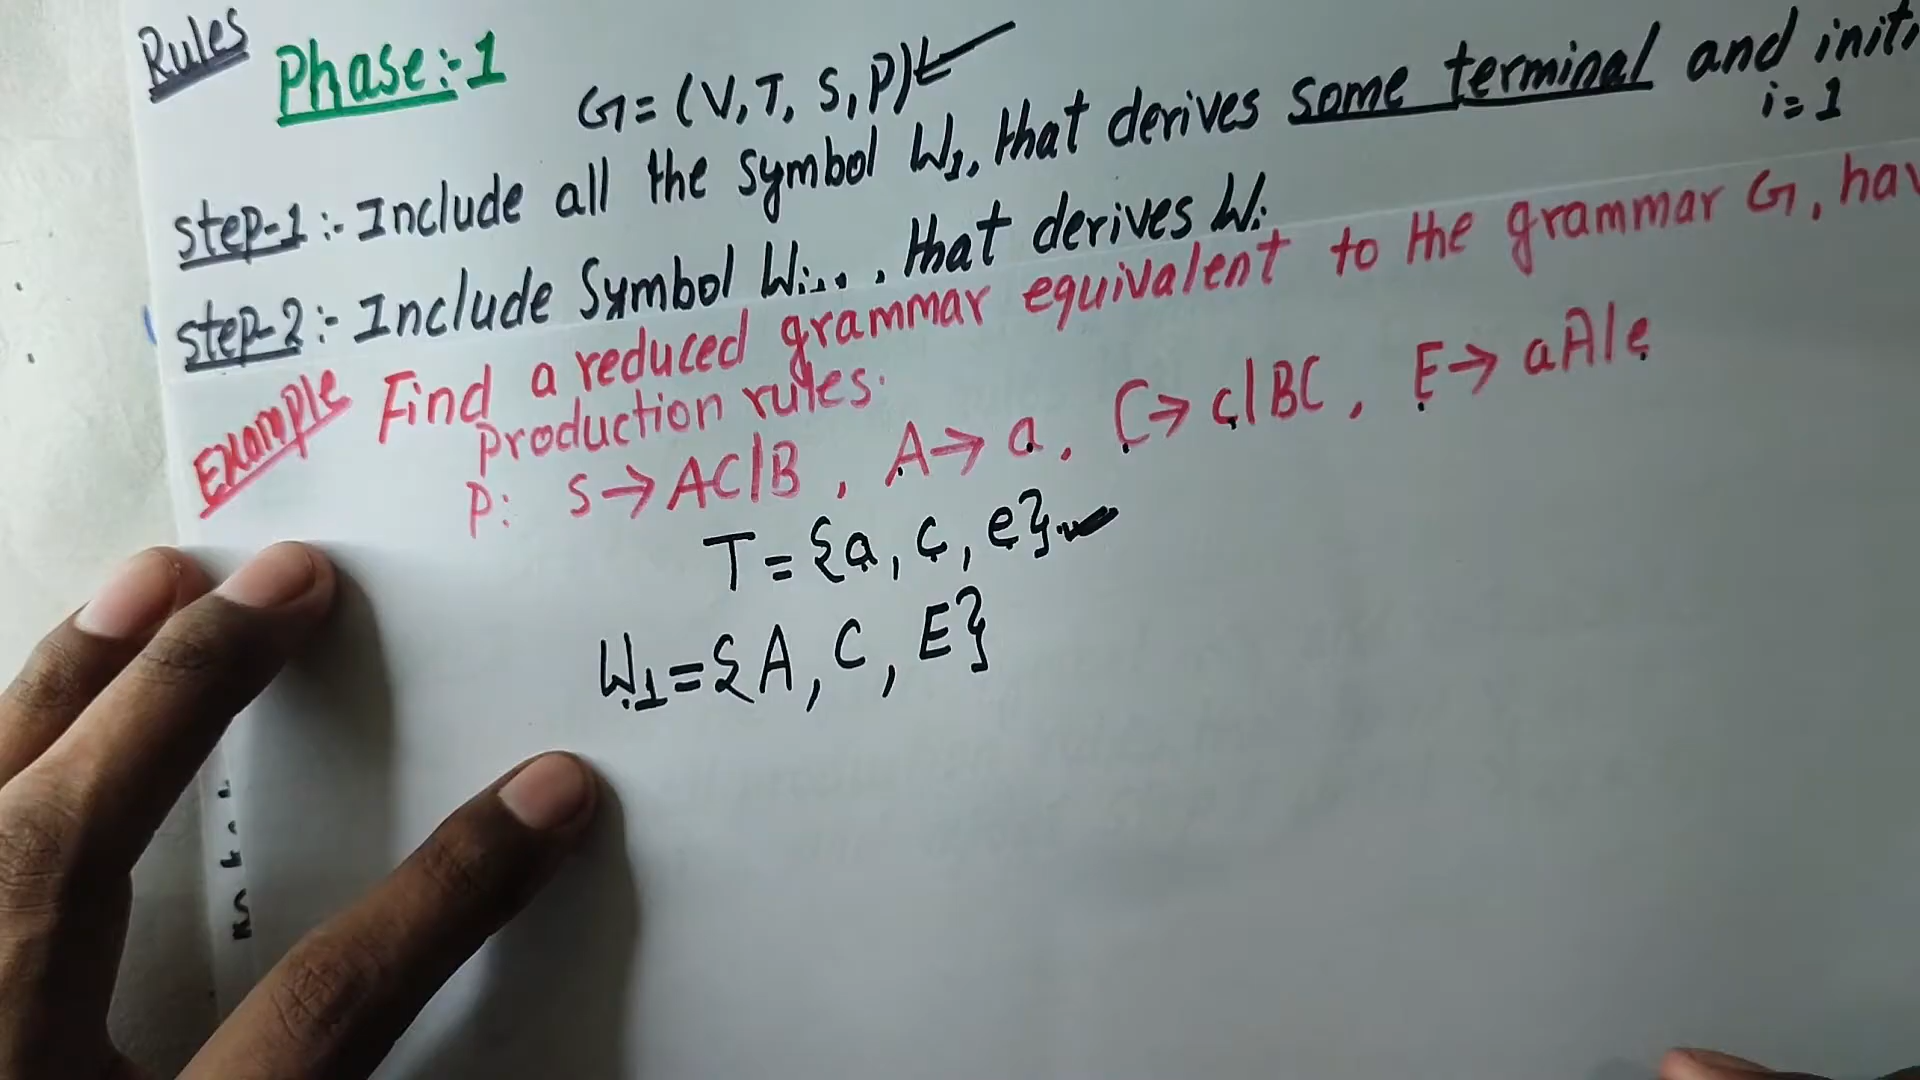 Rules
Phase:-1
G=(V,T, S,P)
Step-1:- Include all the Symbol W1, that derives some terminal and initi
i=1
Step-2:- Include Symbol Wi... that derives Wi
Example Find a reduced grammar equivalent to the grammar G, hav
production rules.
P: S→AC|B, A→a, C→c|BC, E→aA|e
T={a, c, e}
W1={A, C, E}